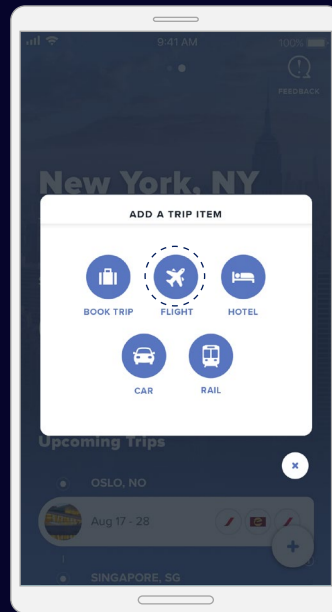 9:41 AM
100%
FEEDBACK
New York, NY
ADD A TRIP ITEM
BOOK TRIP
FLIGHT
HOTEL
CAR
RAIL
Upcoming Trips
OSLO, NO
Aug 17 - 28
SINGAPORE, SG